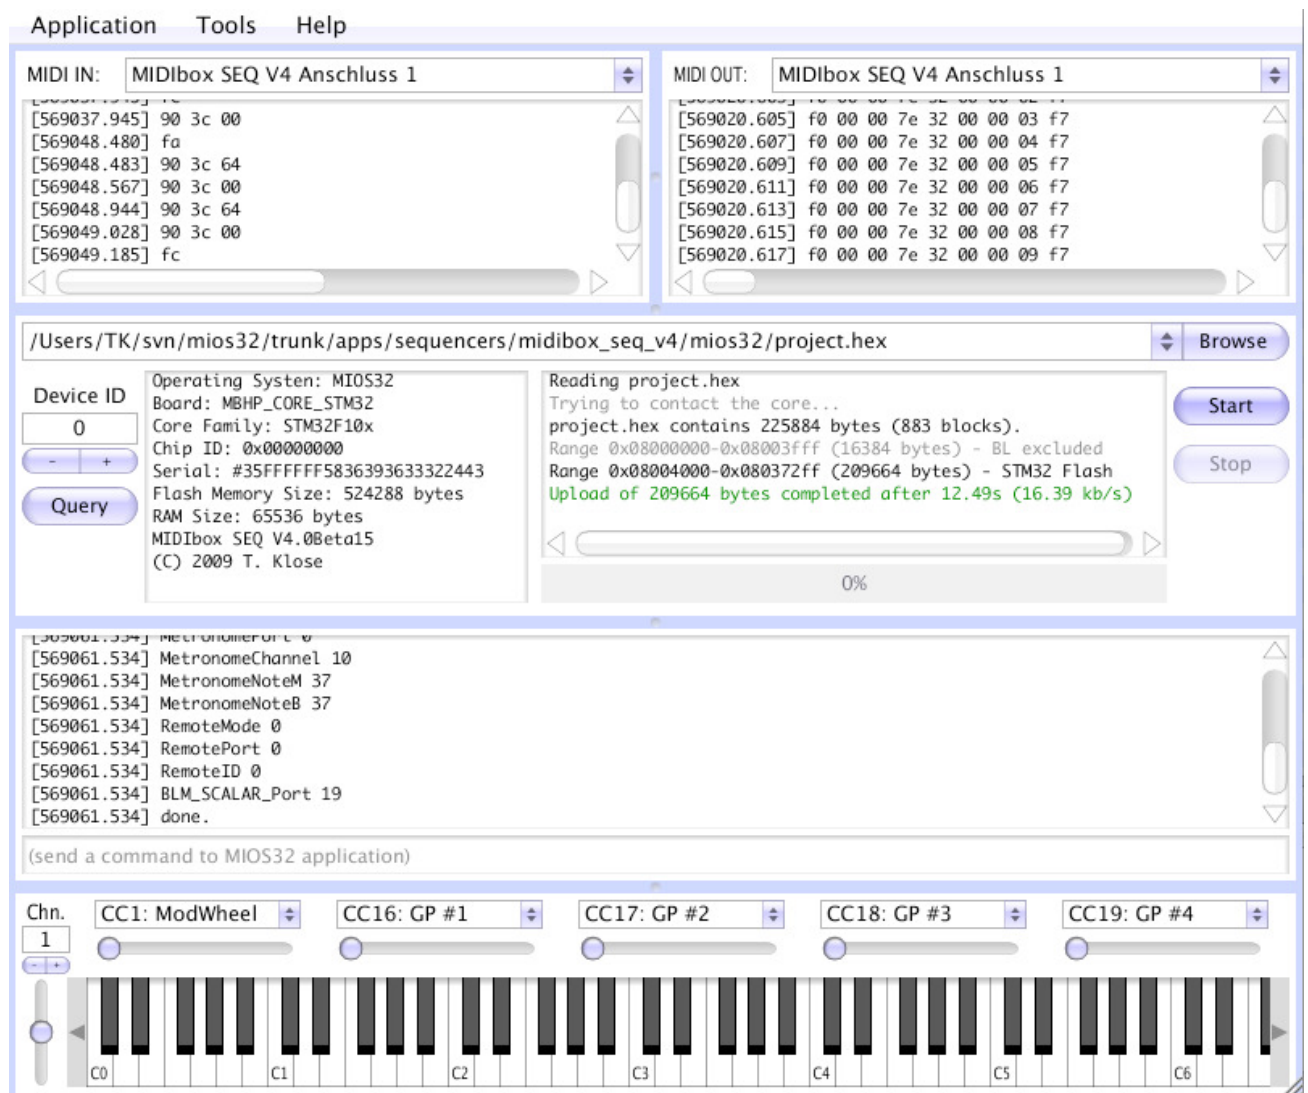 Application Tools Help
MIDI IN: MIDIbox SEQ V4 Anschluss 1
[569037.945] 90 3c 00
[569048.480] fa
[569048.483] 90 3c 64
[569048.567] 90 3c 00
[569048.944] 90 3c 64
[569049.028] 90 3c 00
[569049.185] fc
MIDI OUT: MIDIbox SEQ V4 Anschluss 1
[569020.605] f0 00 00 7e 32 00 00 03 f7
[569020.607] f0 00 00 7e 32 00 00 04 f7
[569020.609] f0 00 00 7e 32 00 00 05 f7
[569020.611] f0 00 00 7e 32 00 00 06 f7
[569020.613] f0 00 00 7e 32 00 00 07 f7
[569020.615] f0 00 00 7e 32 00 00 08 f7
[569020.617] f0 00 00 7e 32 00 00 09 f7
/Users/TK/svn/mios32/trunk/apps/sequencers/midibox_seq_v4/mios32/project.hex Browse
Device ID
0
- +
Query
Operating Systen: MIOS32
Board: MBHP_CORE_STM32
Core Family: STM32F10x
Chip ID: 0x00000000
Serial: #35FFFFFF5836393633322443
Flash Memory Size: 524288 bytes
RAM Size: 65536 bytes
MIDIbox SEQ V4.0Beta15
(C) 2009 T. Klose
Reading project.hex
Trying to contact the core...
project.hex contains 225884 bytes (883 blocks).
Range 0x08000000-0x08003fff (16384 bytes) - BL excluded
Range 0x08004000-0x080372ff (209664 bytes) - STM32 Flash
Upload of 209664 bytes completed after 12.49s (16.39 kb/s)
0%
Start
Stop
[569061.534] MetronomePort 0
[569061.534] MetronomeChannel 10
[569061.534] MetronomeNoteM 37
[569061.534] MetronomeNoteB 37
[569061.534] RemoteMode 0
[569061.534] RemotePort 0
[569061.534] RemoteID 0
[569061.534] BLM_SCALAR_Port 19
[569061.534] done.
(send a command to MIOS32 application)
Chn.
1
- +
CC1: ModWheel CC16: GP #1 CC17: GP #2 CC18: GP #3 CC19: GP #4
C0 C1 C2 C3 C4 C5 C6